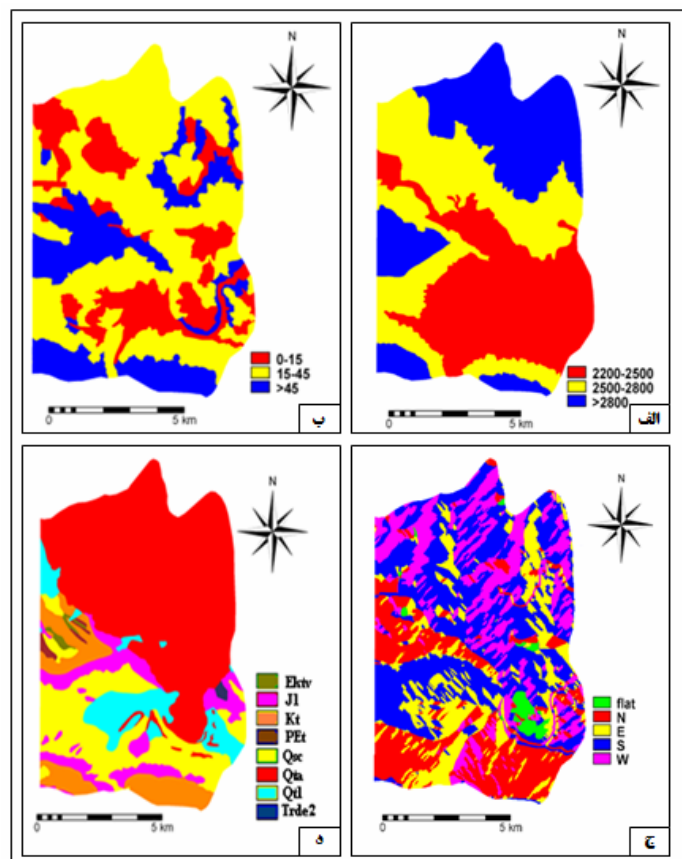 N
2200-2500
2500-2800
>2800
0 5 km
الف
N
0-15
15-45
>45
0 5 km
ب
N
flat
N
E
S
W
0 5 km
ج
N
Ektv
Jl
Kt
PEt
Qsc
Qta
Qtl
Trde2
0 5 km
د